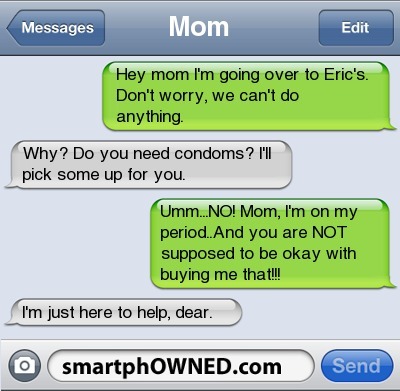 Messages
Mom
Edit
Hey mom I'm going over to Eric's.
Don't worry, we can't do
anything.
Why? Do you need condoms? I'll
pick some up for you.
Umm...NO! Mom, I'm on my
period..And you are NOT
supposed to be okay with
buying me that!!!
I'm just here to help, dear.
smartphOWNED.com
Send